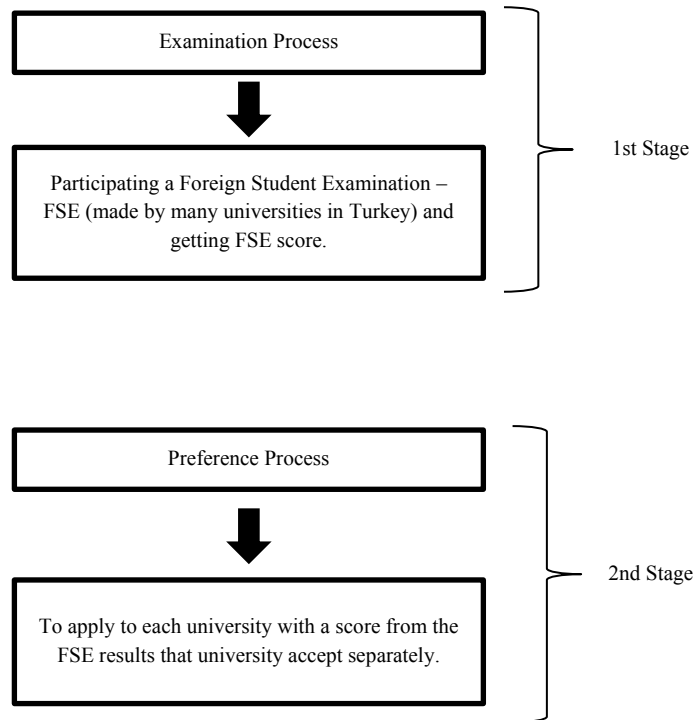 Examination Process
1st Stage
Participating a Foreign Student Examination –
FSE (made by many universities in Turkey) and
getting FSE score.
Preference Process
2nd Stage
To apply to each university with a score from the
FSE results that university accept separately.